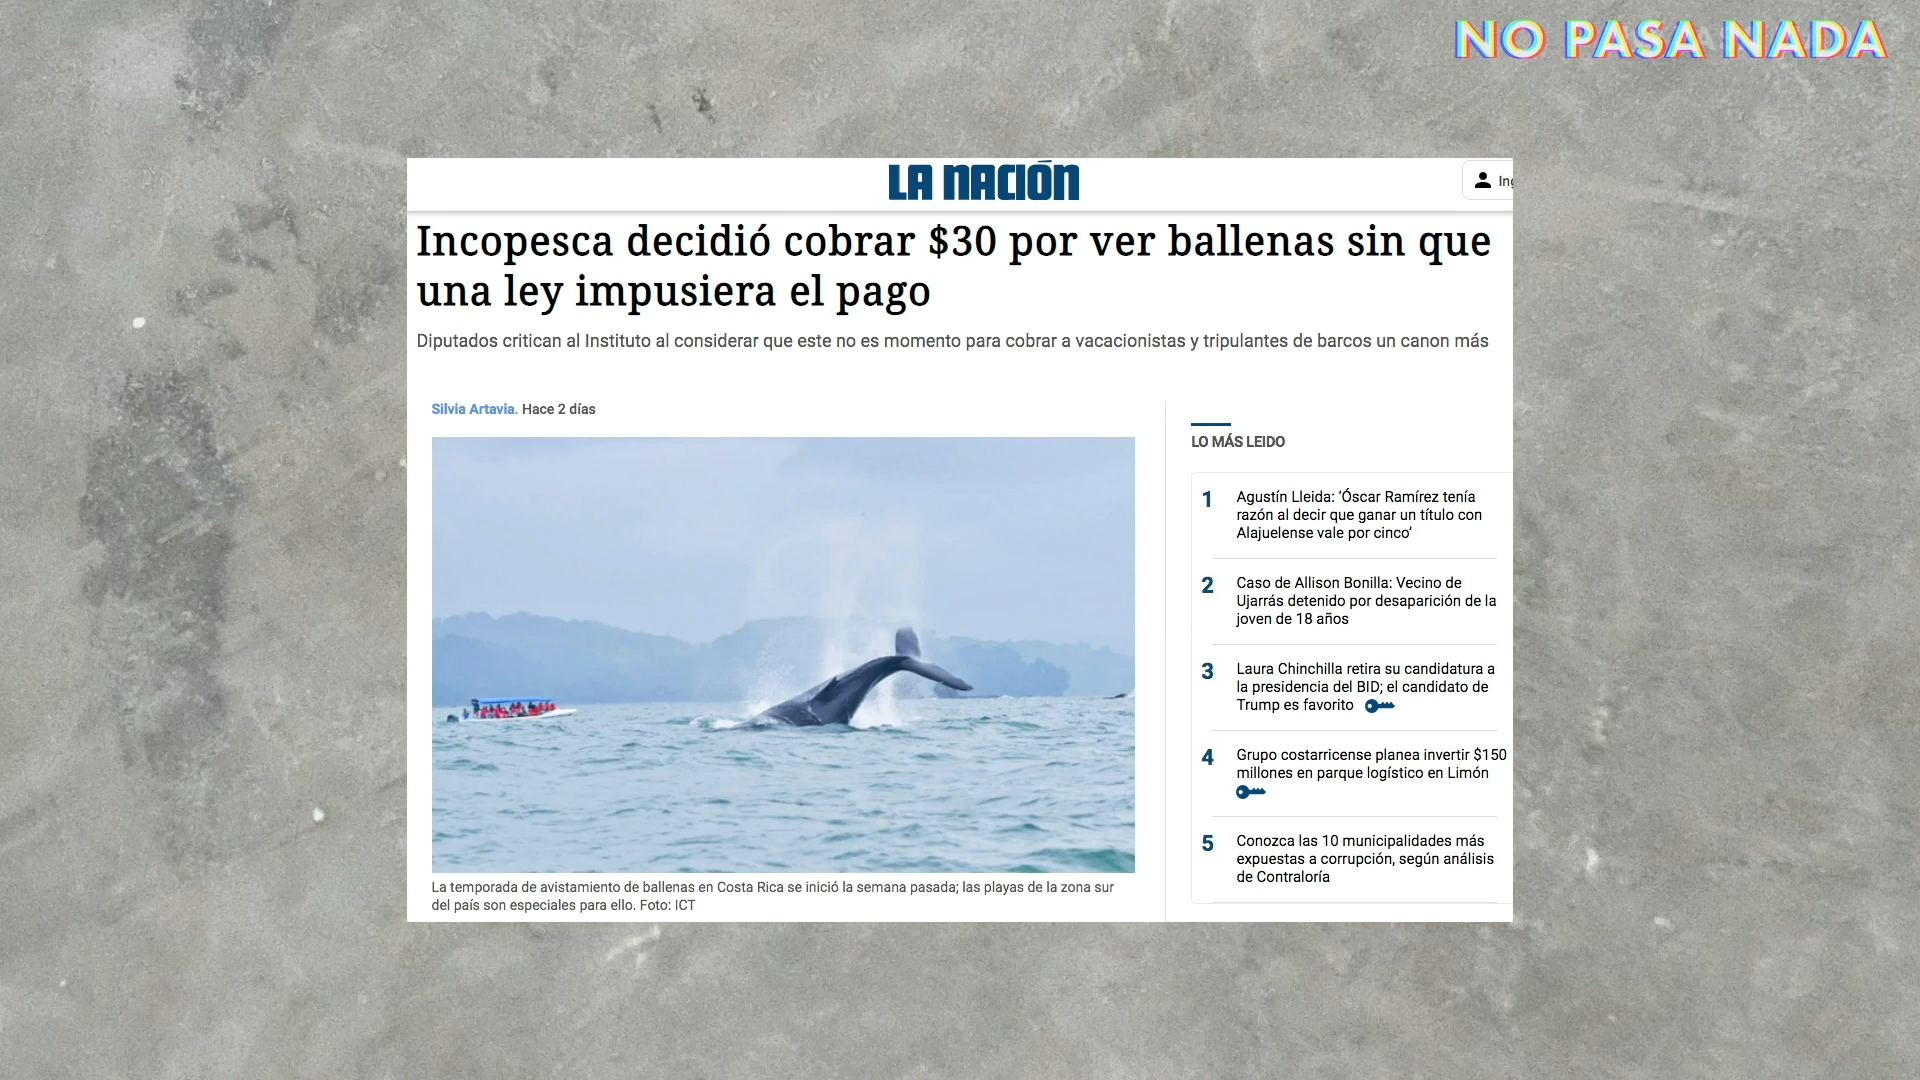 NO PASA NADA
LA NACIÓN
Ing
Incopesca decidió cobrar $30 por ver ballenas sin que
una ley impusiera el pago
Diputados critican al Instituto al considerar que este no es momento para cobrar a vacacionistas y tripulantes de barcos un canon más
Silvia Artavia. Hace 2 días
La temporada de avistamiento de ballenas en Costa Rica se inició la semana pasada; las playas de la zona sur
del país son especiales para ello. Foto: ICT
LO MÁS LEIDO
1 Agustín Lleida: ‘Óscar Ramírez tenía
razón al decir que ganar un título con
Alajuelense vale por cinco’
2 Caso de Allison Bonilla: Vecino de
Ujarrás detenido por desaparición de la
joven de 18 años
3 Laura Chinchilla retira su candidatura a
la presidencia del BID; el candidato de
Trump es favorito
4 Grupo costarricense planea invertir $150
millones en parque logístico en Limón
5 Conozca las 10 municipalidades más
expuestas a corrupción, según análisis
de Contraloría